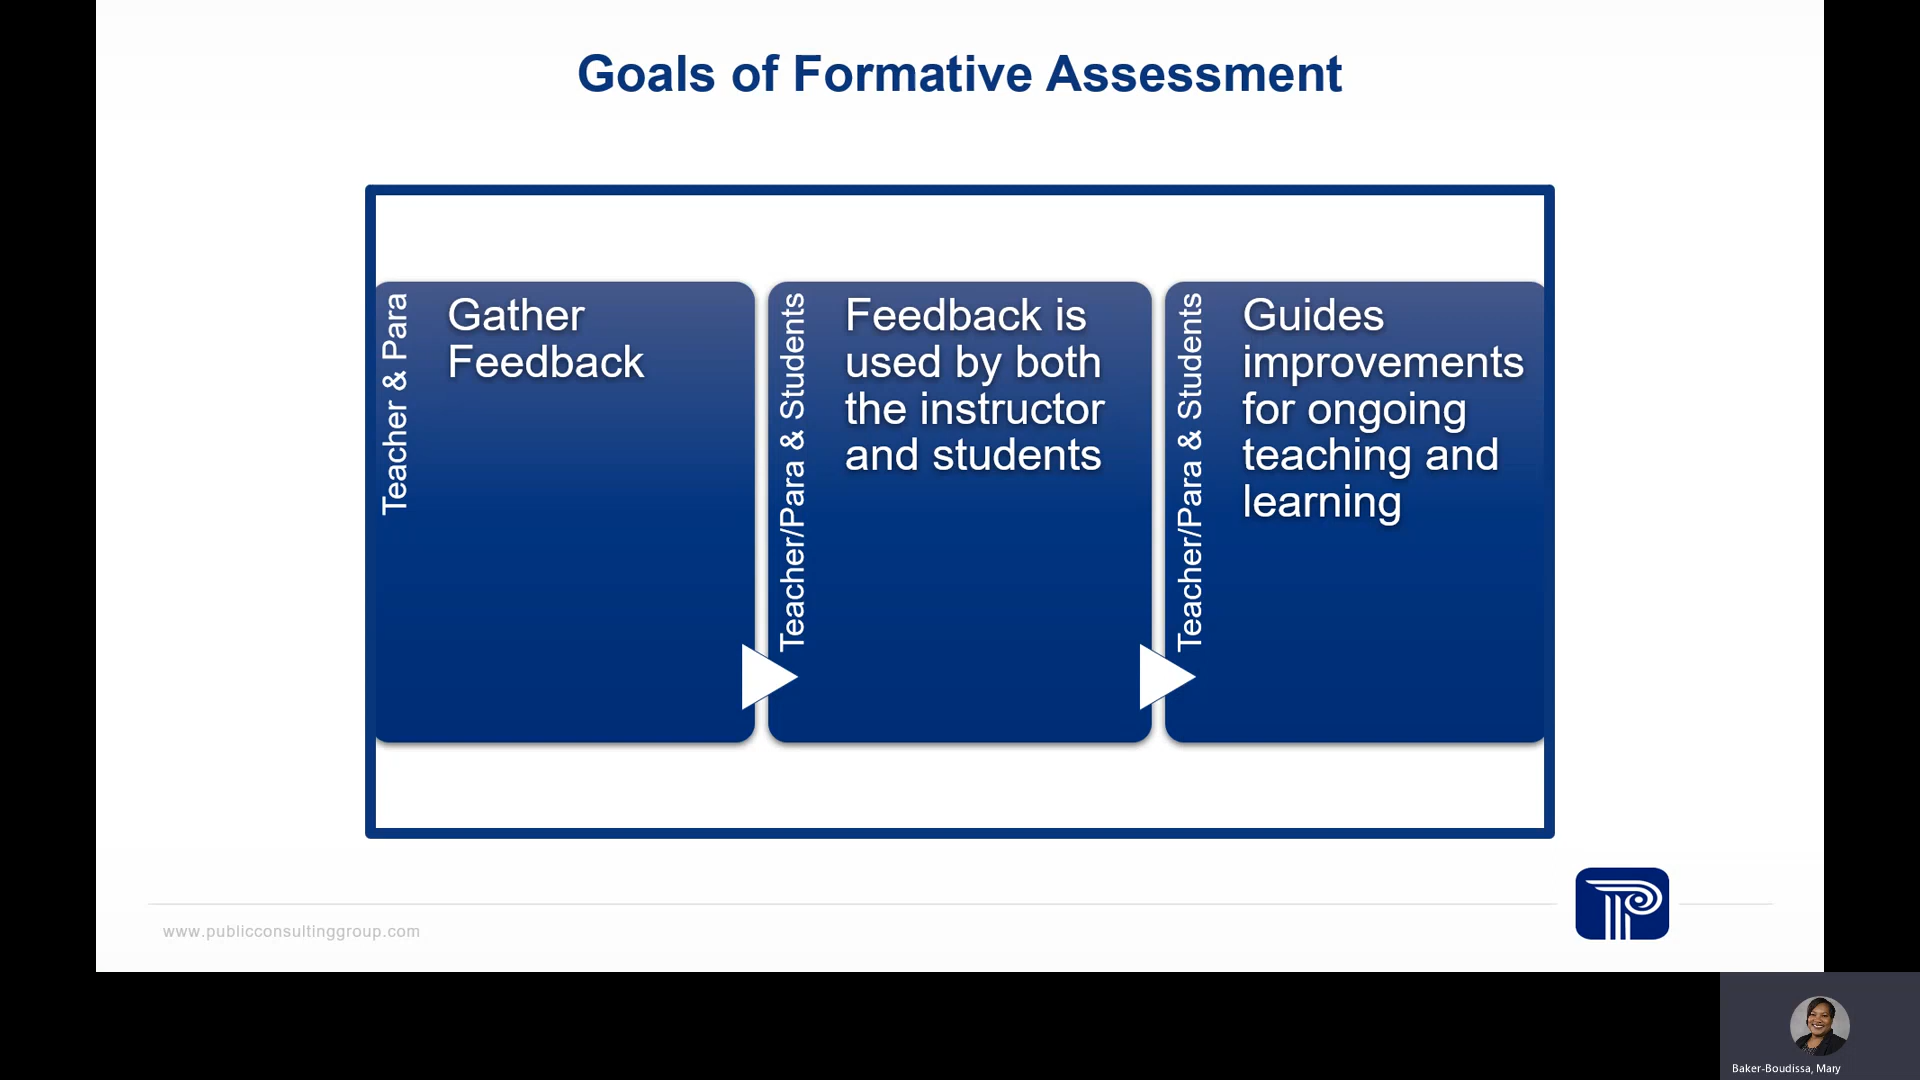 Goals of Formative Assessment
Teacher & Para
Gather
Feedback
Teacher/Para & Students
Feedback is
used by both
the instructor
and students
Teacher/Para & Students
Guides
improvements
for ongoing
teaching and
learning
www.publicconsultinggroup.com
Baker-Boudissa, Mary